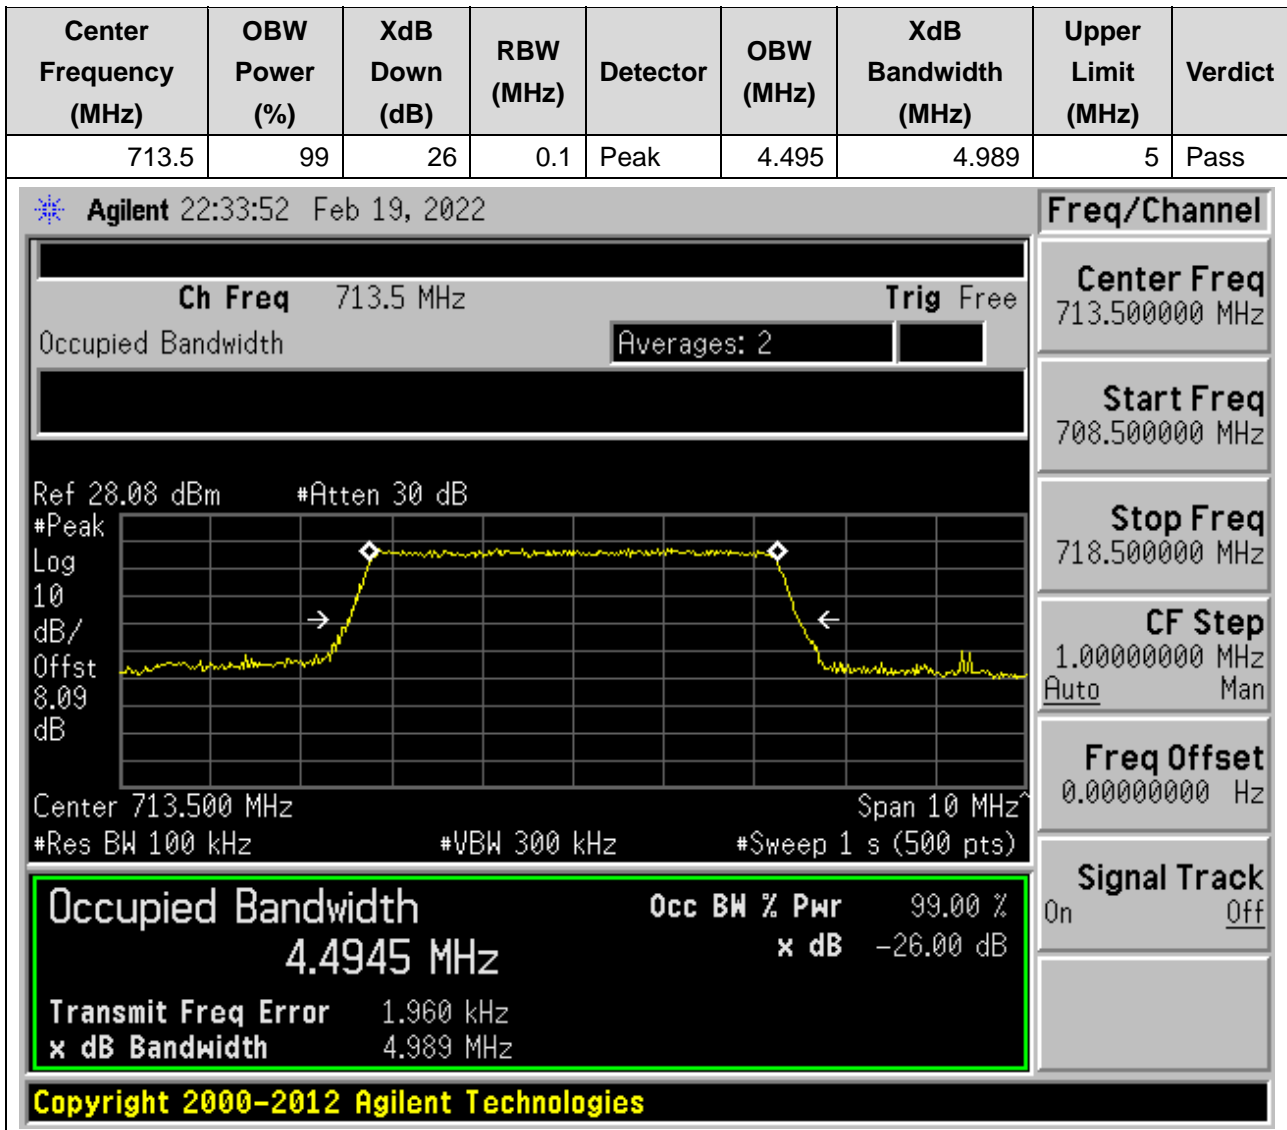 Center Frequency (MHz) OBW Power (%) XdB Down (dB) RBW (MHz) Detector OBW (MHz) XdB Bandwidth (MHz) Upper Limit (MHz) Verdict
713.5 99 26 0.1 Peak 4.495 4.989 5 Pass
Agilent 22:33:52 Feb 19, 2022
Freq/Channel
Ch Freq 713.5 MHz Trig Free
Occupied Bandwidth Averages: 2
Ref 28.08 dBm #Atten 30 dB
#Peak
Log
10
dB/
Offst
8.09
dB
Center 713.500 MHz Span 10 MHz^
#Res BW 100 kHz #VBW 300 kHz #Sweep 1 s (500 pts)
Occupied Bandwidth Occ BW % Pwr 99.00 %
4.4945 MHz x dB -26.00 dB
Transmit Freq Error 1.960 kHz
x dB Bandwidth 4.989 MHz
Center Freq
713.500000 MHz
Start Freq
708.500000 MHz
Stop Freq
718.500000 MHz
CF Step
1.00000000 MHz
Auto Man
Freq Offset
0.00000000 Hz
Signal Track
On Off
Copyright 2000-2012 Agilent Technologies